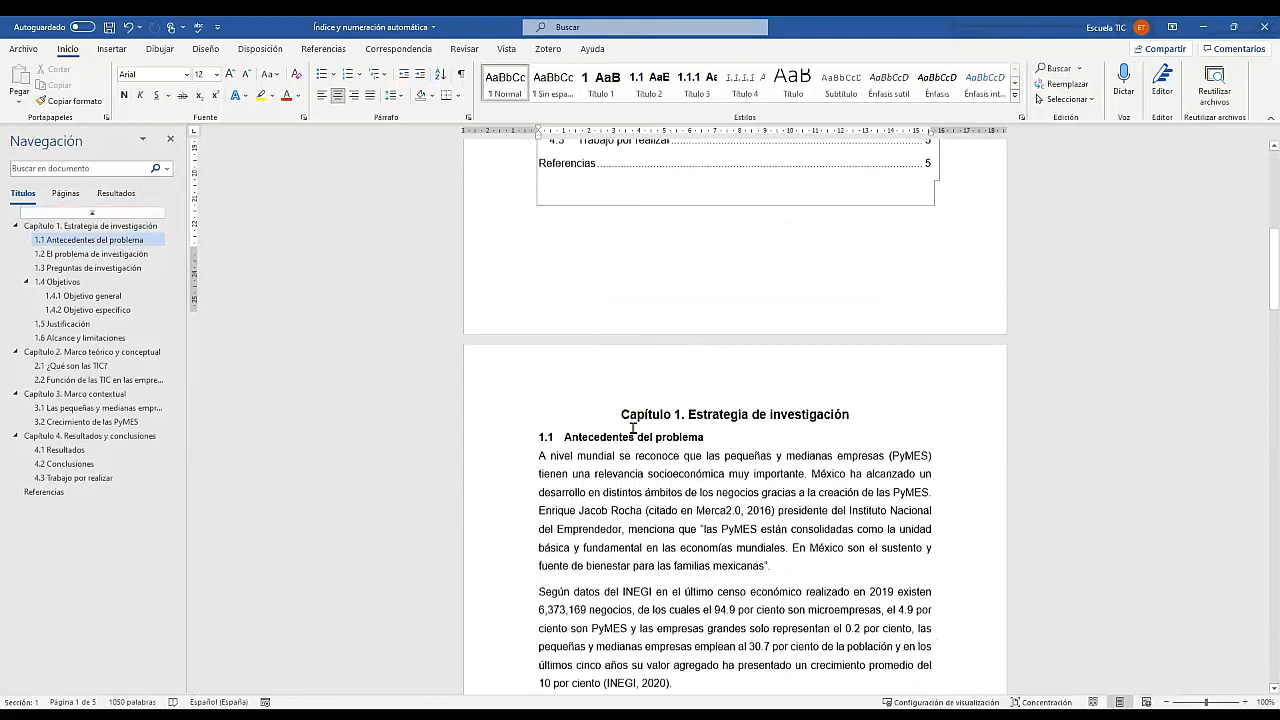 Autoguardado
Índice y numeración automática
Buscar
Escuela TIC
ET
Archivo Inicio Insertar Dibujar Diseño Disposición Referencias Correspondencia Revisar Vista Zotero Ayuda
Compartir Comentarios
Pegar
Cortar
Copiar
Copiar formato
Portapapeles
Arial 12
N K S
Fuente
Párrafo
AaBbCc
¶ Normal
AaBbCc
¶ Sin espa...
1 AaB
Título 1
1.1 AaE
Título 2
1.1.1 Aa
Título 3
1.1.1.1 A
Título 4
AaB
Título
AaBbCcD
Subtítulo
AaBbCcD
Énfasis sutil
AaBbCcD
Énfasis
AaBbCcD
Énfasis int...
Estilos
Buscar
Reemplazar
Seleccionar
Edición
Dictar
Voz
Editor
Editor
Reutilizar archivos
Reutilizar archivos
Navegación
Buscar en documento
Títulos Páginas Resultados
Capítulo 1. Estrategia de investigación
1.1 Antecedentes del problema
1.2 El problema de investigación
1.3 Preguntas de investigación
1.4 Objetivos
1.4.1 Objetivo general
1.4.2 Objetivo específico
1.5 Justificación
1.6 Alcance y limitaciones
Capítulo 2. Marco teórico y conceptual
2.1 ¿Qué son las TIC?
2.2 Función de las TIC en las empre...
Capítulo 3. Marco contextual
3.1 Las pequeñas y medianas empr...
3.2 Crecimiento de las PyMES
Capítulo 4. Resultados y conclusiones
4.1 Resultados
4.2 Conclusiones
4.3 Trabajo por realizar
Referencias
4.3 Trabajo por realizar 5
Referencias 5
Capítulo 1. Estrategia de investigación
1.1 Antecedentes del problema
A nivel mundial se reconoce que las pequeñas y medianas empresas (PyMES)
tienen una relevancia socioeconómica muy importante. México ha alcanzado un
desarrollo en distintos ámbitos de los negocios gracias a la creación de las PyMES.
Enrique Jacob Rocha (citado en Merca2.0, 2016) presidente del Instituto Nacional
del Emprendedor, menciona que "las PyMES están consolidadas como la unidad
básica y fundamental en las economías mundiales. En México son el sustento y
fuente de bienestar para las familias mexicanas".
Según datos del INEGI en el último censo económico realizado en 2019 existen
6,373,169 negocios, de los cuales el 94.9 por ciento son microempresas, el 4.9 por
ciento son PyMES y las empresas grandes solo representan el 0.2 por ciento, las
pequeñas y medianas empresas emplean al 30.7 por ciento de la población y en los
últimos cinco años su valor agregado ha presentado un crecimiento promedio del
10 por ciento (INEGI, 2020).
Sección: 1 Página 1 de 5 1050 palabras Español (España)
Configuración de visualización Concentración 100%